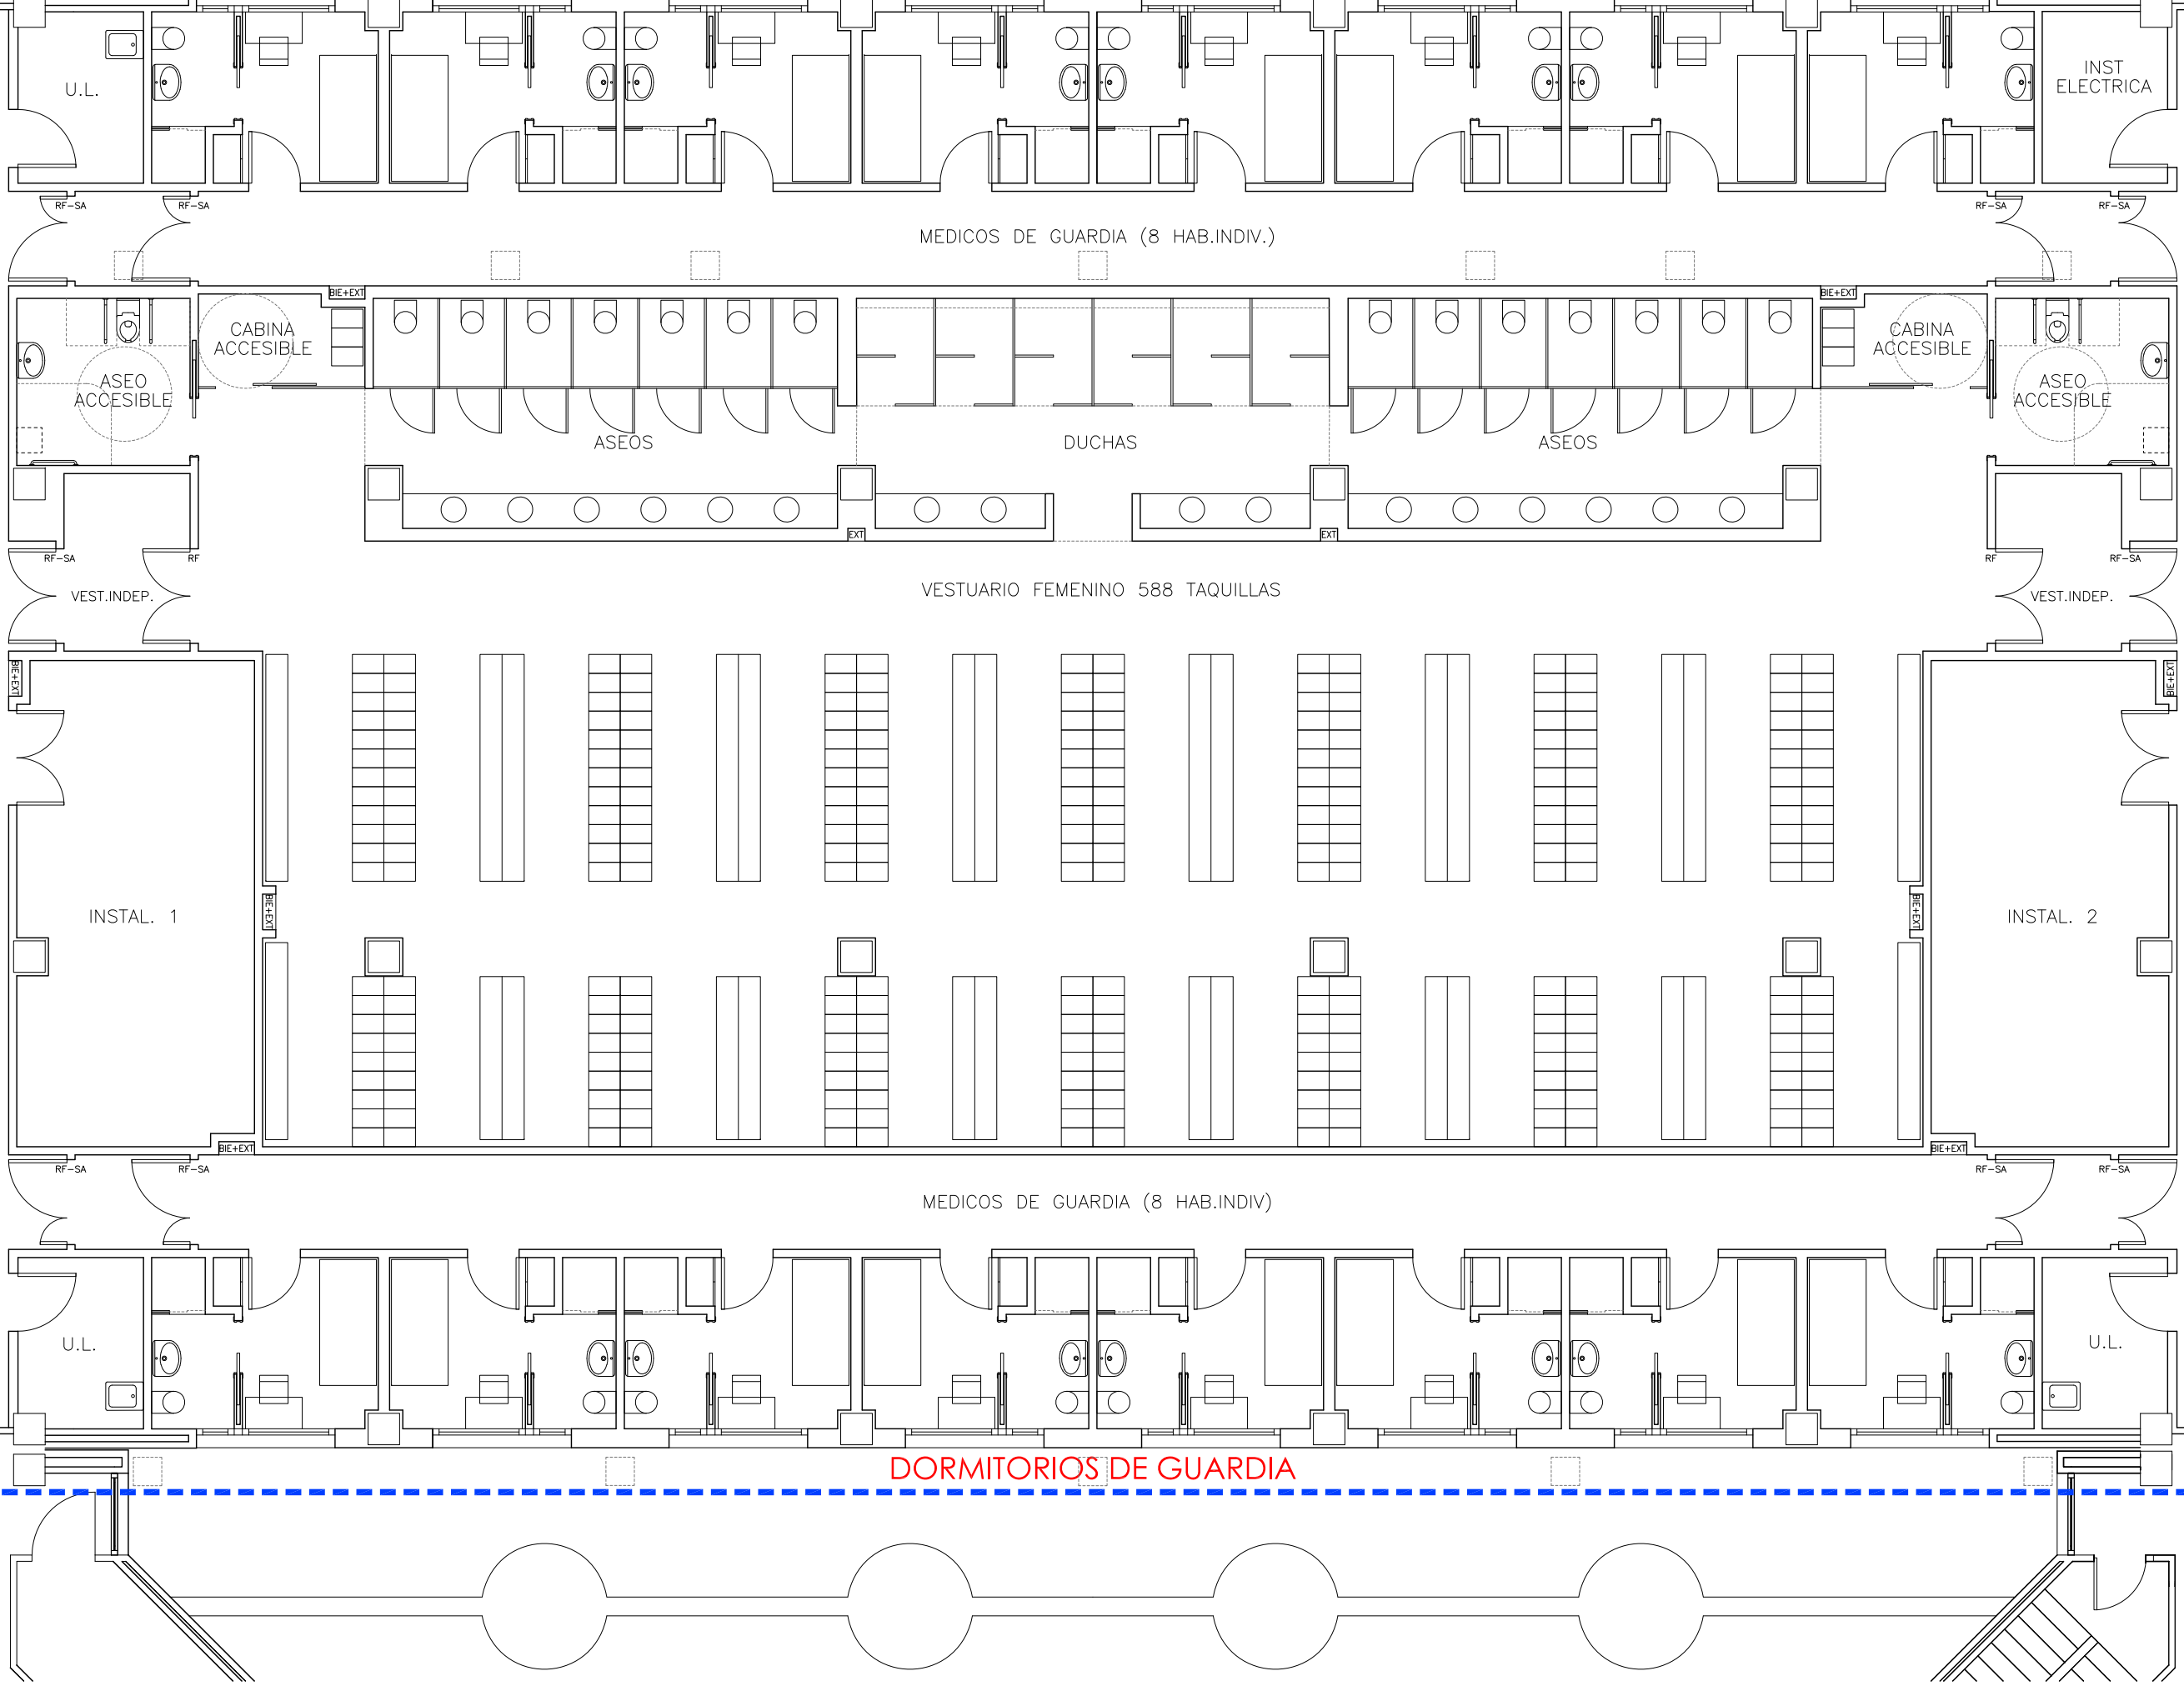 U.L.
INST
ELECTRICA
RF-SA
RF-SA
RF-SA
RF-SA
MEDICOS DE GUARDIA (8 HAB.INDIV.)
BIE+EXT
BIE+EXT
CABINA
ACCESIBLE
CABINA
ACCESIBLE
ASEO
ACCESIBLE
ASEO
ACCESIBLE
ASEOS
DUCHAS
ASEOS
EXT
EXT
RF-SA
RF
RF
RF-SA
VEST.INDEP.
VESTUARIO FEMENINO 588 TAQUILLAS
VEST.INDEP.
BIE+EXT
BIE+EXT
INSTAL. 1
BIE+EXT
BIE+EXT
INSTAL. 2
BIE+EXT
BIE+EXT
RF-SA
RF-SA
RF-SA
RF-SA
MEDICOS DE GUARDIA (8 HAB.INDIV)
U.L.
U.L.
DORMITORIOS DE GUARDIA